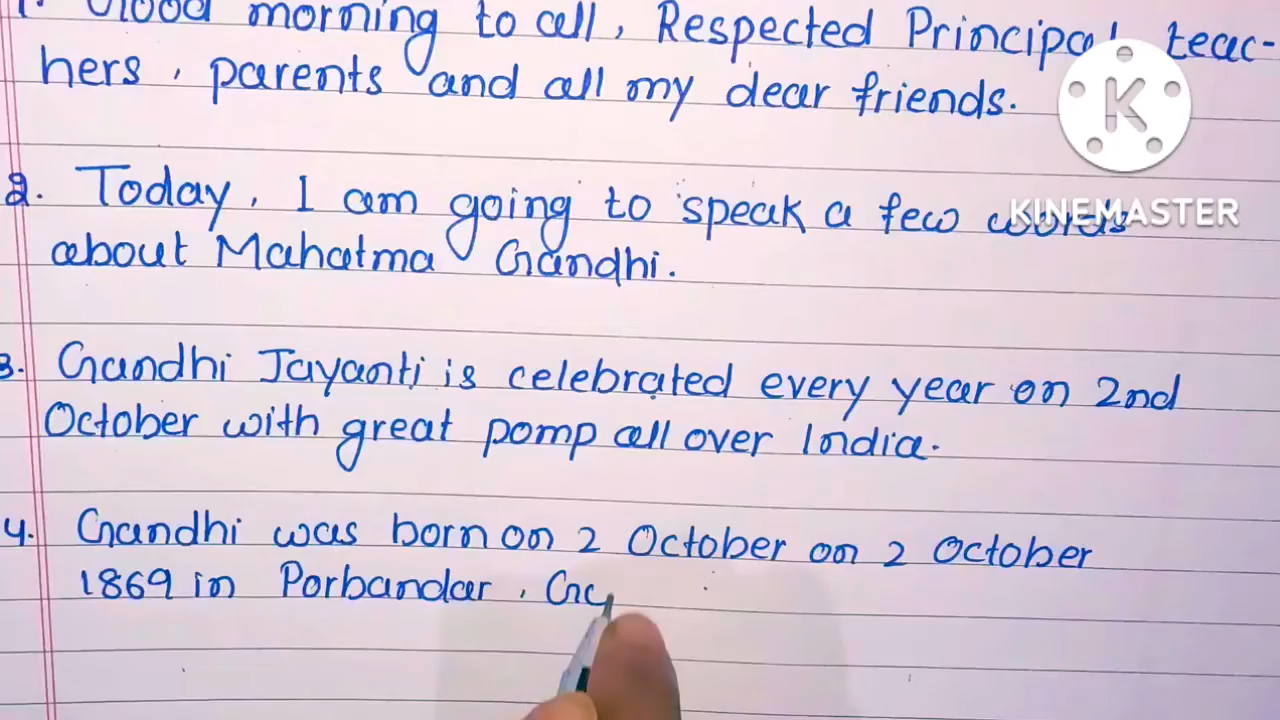 1. Good morning to all, Respected Principal, teac-
hers, parents and all my dear friends.
K
KINEMASTER
2. Today, I am going to speak a few words
about Mahatma Gandhi.
3. Gandhi Jayanti is celebrated every year on 2nd
October with great pomp all over India.
4. Gandhi was born on 2 October on 2 October
1869 in Porbandar,